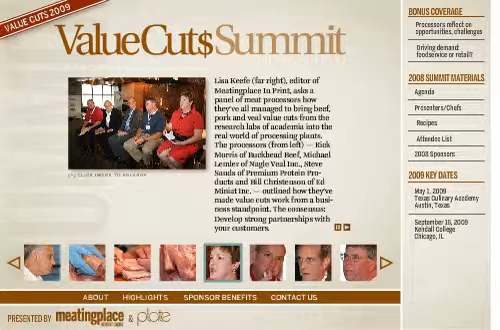 VALUE CUTS 2009
ValueCut$Summit
Lisa Keefe (far right), editor of
Meatingplace In Print, asks a
panel of meat processors how
they've all managed to bring beef,
pork and veal value cuts from the
research labs of academia into the
real world of processing plants.
The processors (from left) — Rick
Morris of Buckhead Beef, Michael
Lemler of Nagle Veal Inc., Steve
Sands of Premium Protein Pro-
ducts and Bill Christenson of Ed
Miniat Inc. — outlined how they've
made value cuts work from a busi-
ness standpoint. The consensus:
Develop strong partnerships with
your customers.
[+] CLICK IMAGE TO ENLARGE
ABOUT HIGHLIGHTS SPONSOR BENEFITS CONTACT US
PRESENTED BY meatingplace & plate
BONUS COVERAGE
Processors reflect on
opportunities, challenges
Driving demand:
foodservice or retail?
2008 SUMMIT MATERIALS
Agenda
Presenters/Chefs
Recipes
Attendee List
2008 Sponsors
2009 KEY DATES
May 1, 2009
Texas Culinary Academy
Austin, Texas
September 16, 2009
Kendall College
Chicago, IL